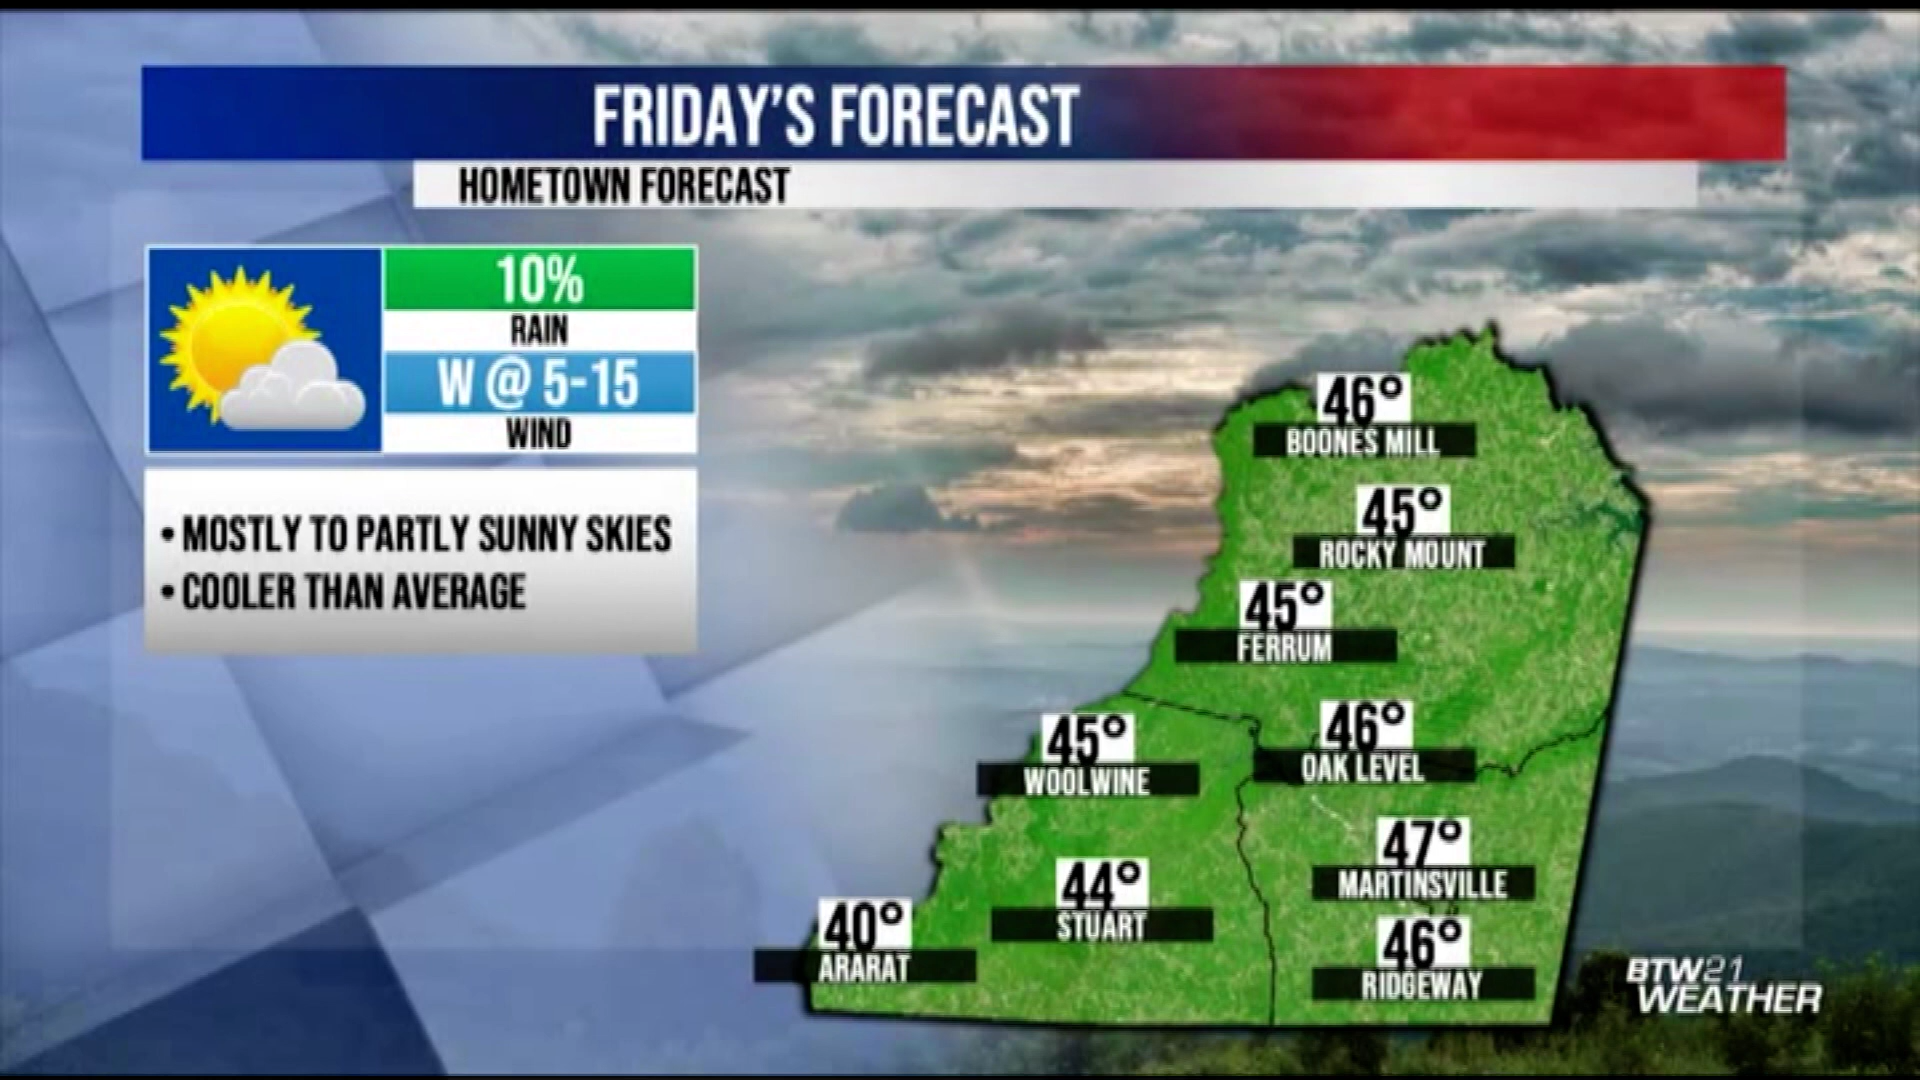 FRIDAY'S FORECAST
HOMETOWN FORECAST
10%
RAIN
W @ 5-15
WIND
• MOSTLY TO PARTLY SUNNY SKIES
• COOLER THAN AVERAGE
46°
BOONES MILL
45°
ROCKY MOUNT
45°
FERRUM
46°
OAK LEVEL
45°
WOOLWINE
47°
MARTINSVILLE
44°
STUART
40°
ARARAT
46°
RIDGEWAY
BTW21
WEATHER